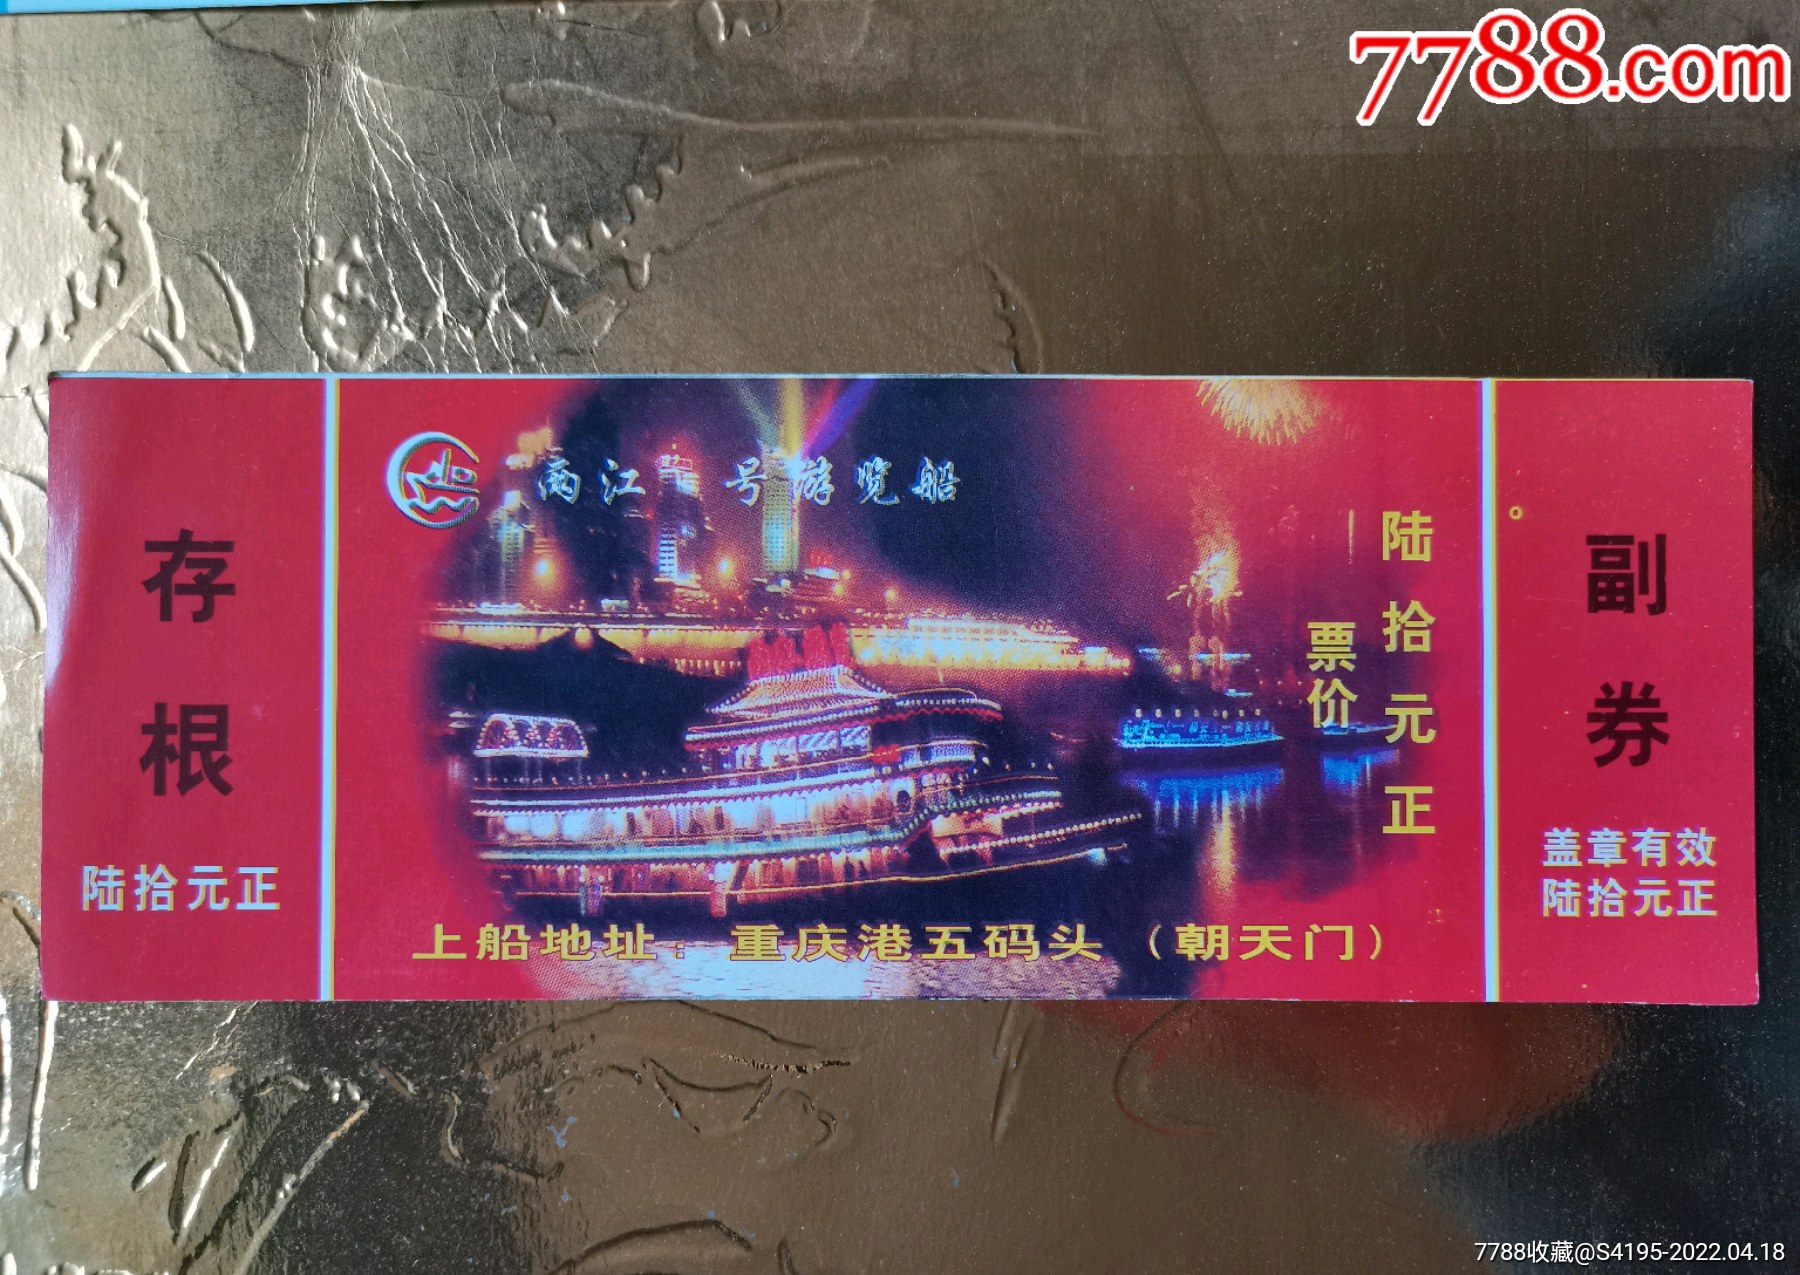 7788.com
存根
陆拾元正
两江 号游览船
票价
陆拾元正
上船地址：重庆港五码头（朝天门）
副券
盖章有效
陆拾元正
7788收藏@S4195-2022.04.18